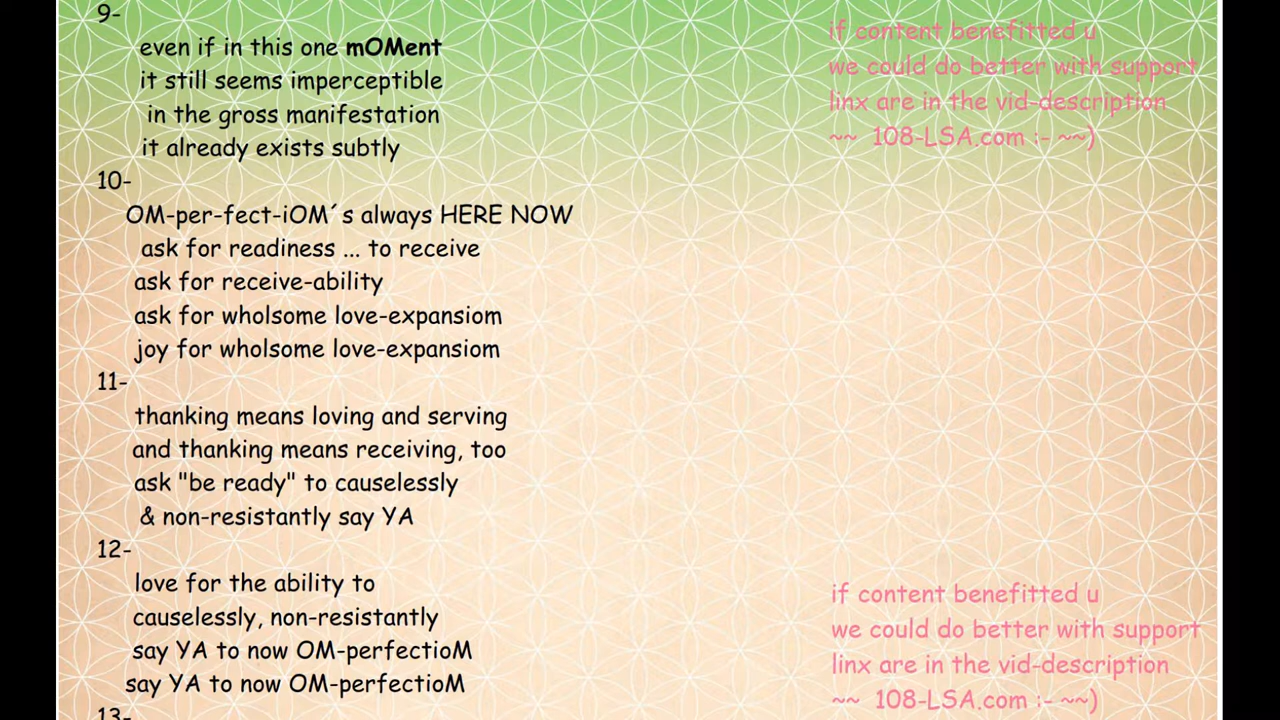 9-
even if in this one mOMent
it still seems imperceptible
in the gross manifestation
it already exists subtly
10-
OM-per-fect-iOM´s always HERE NOW
ask for readiness ... to receive
ask for receive-ability
ask for wholsome love-expansiom
joy for wholsome love-expansiom
11-
thanking means loving and serving
and thanking means receiving, too
ask "be ready" to causelessly
& non-resistantly say YA
12-
love for the ability to
causelessly, non-resistantly
say YA to now OM-perfectioM
say YA to now OM-perfectioM
13-
if content benefitted u
we could do better with support
linx are in the vid-description
~~ 108-LSA.com :- ~~)
if content benefitted u
we could do better with support
linx are in the vid-description
~~ 108-LSA.com :- ~~)